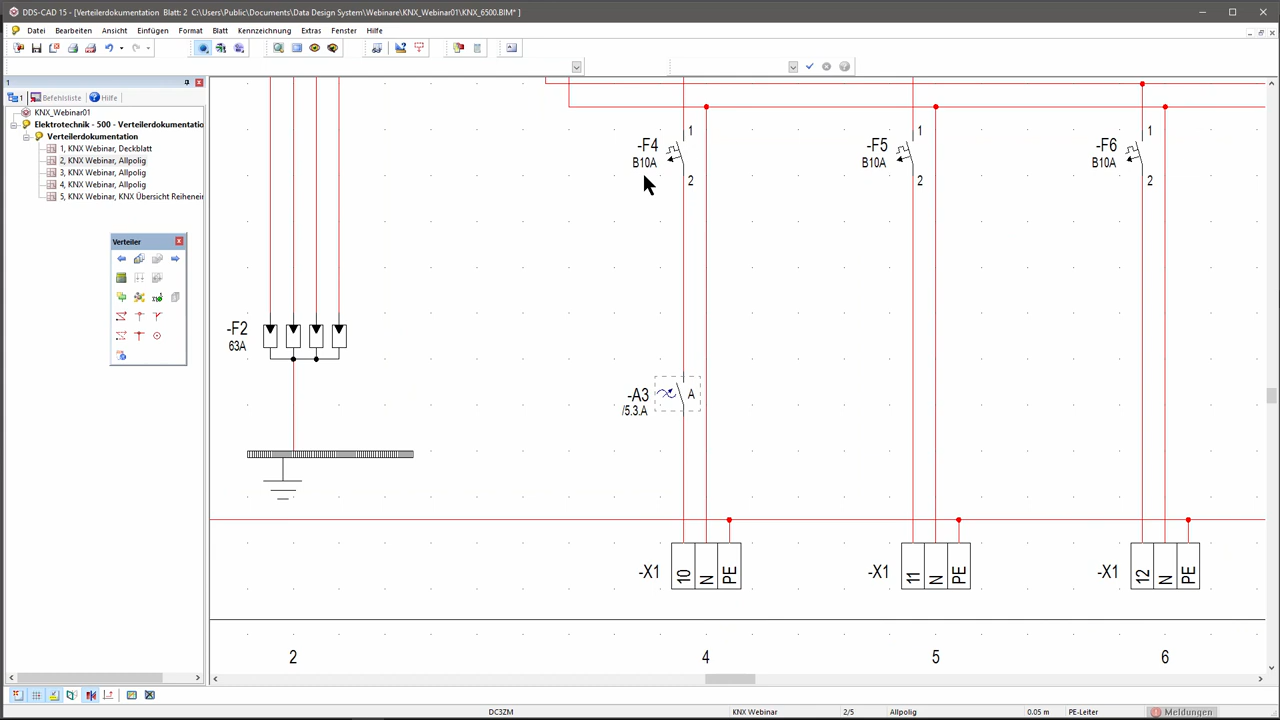 DDS-CAD 15 - [Verteilerdokumentation Blatt: 2 C:\Users\Public\Documents\Data Design System\Webinare\KNX_Webinar01\KNX_6500.BIM* ]
Datei Bearbeiten Ansicht Einfügen Format Blatt Kennzeichnung Extras Fenster Hilfe
1
1 Befehlsliste Hilfe
KNX_Webinar01
Elektrotechnik - 500 - Verteilerdokumentatio
Verteilerdokumentation
1, KNX Webinar, Deckblatt
2, KNX Webinar, Allpolig
3, KNX Webinar, Allpolig
4, KNX Webinar, Allpolig
5, KNX Webinar, KNX Übersicht Reihenein
Verteiler
-F4 1
B10A
2
-F5 1
B10A
2
-F6 1
B10A
2
-F2
63A
-A3 A
/5.3.A
-X1 10 N PE
-X1 11 N PE
-X1 12 N PE
2 4 5 6
DC3ZM KNX Webinar 2/5 Allpolig 0.05 m PE-Leiter Meldungen